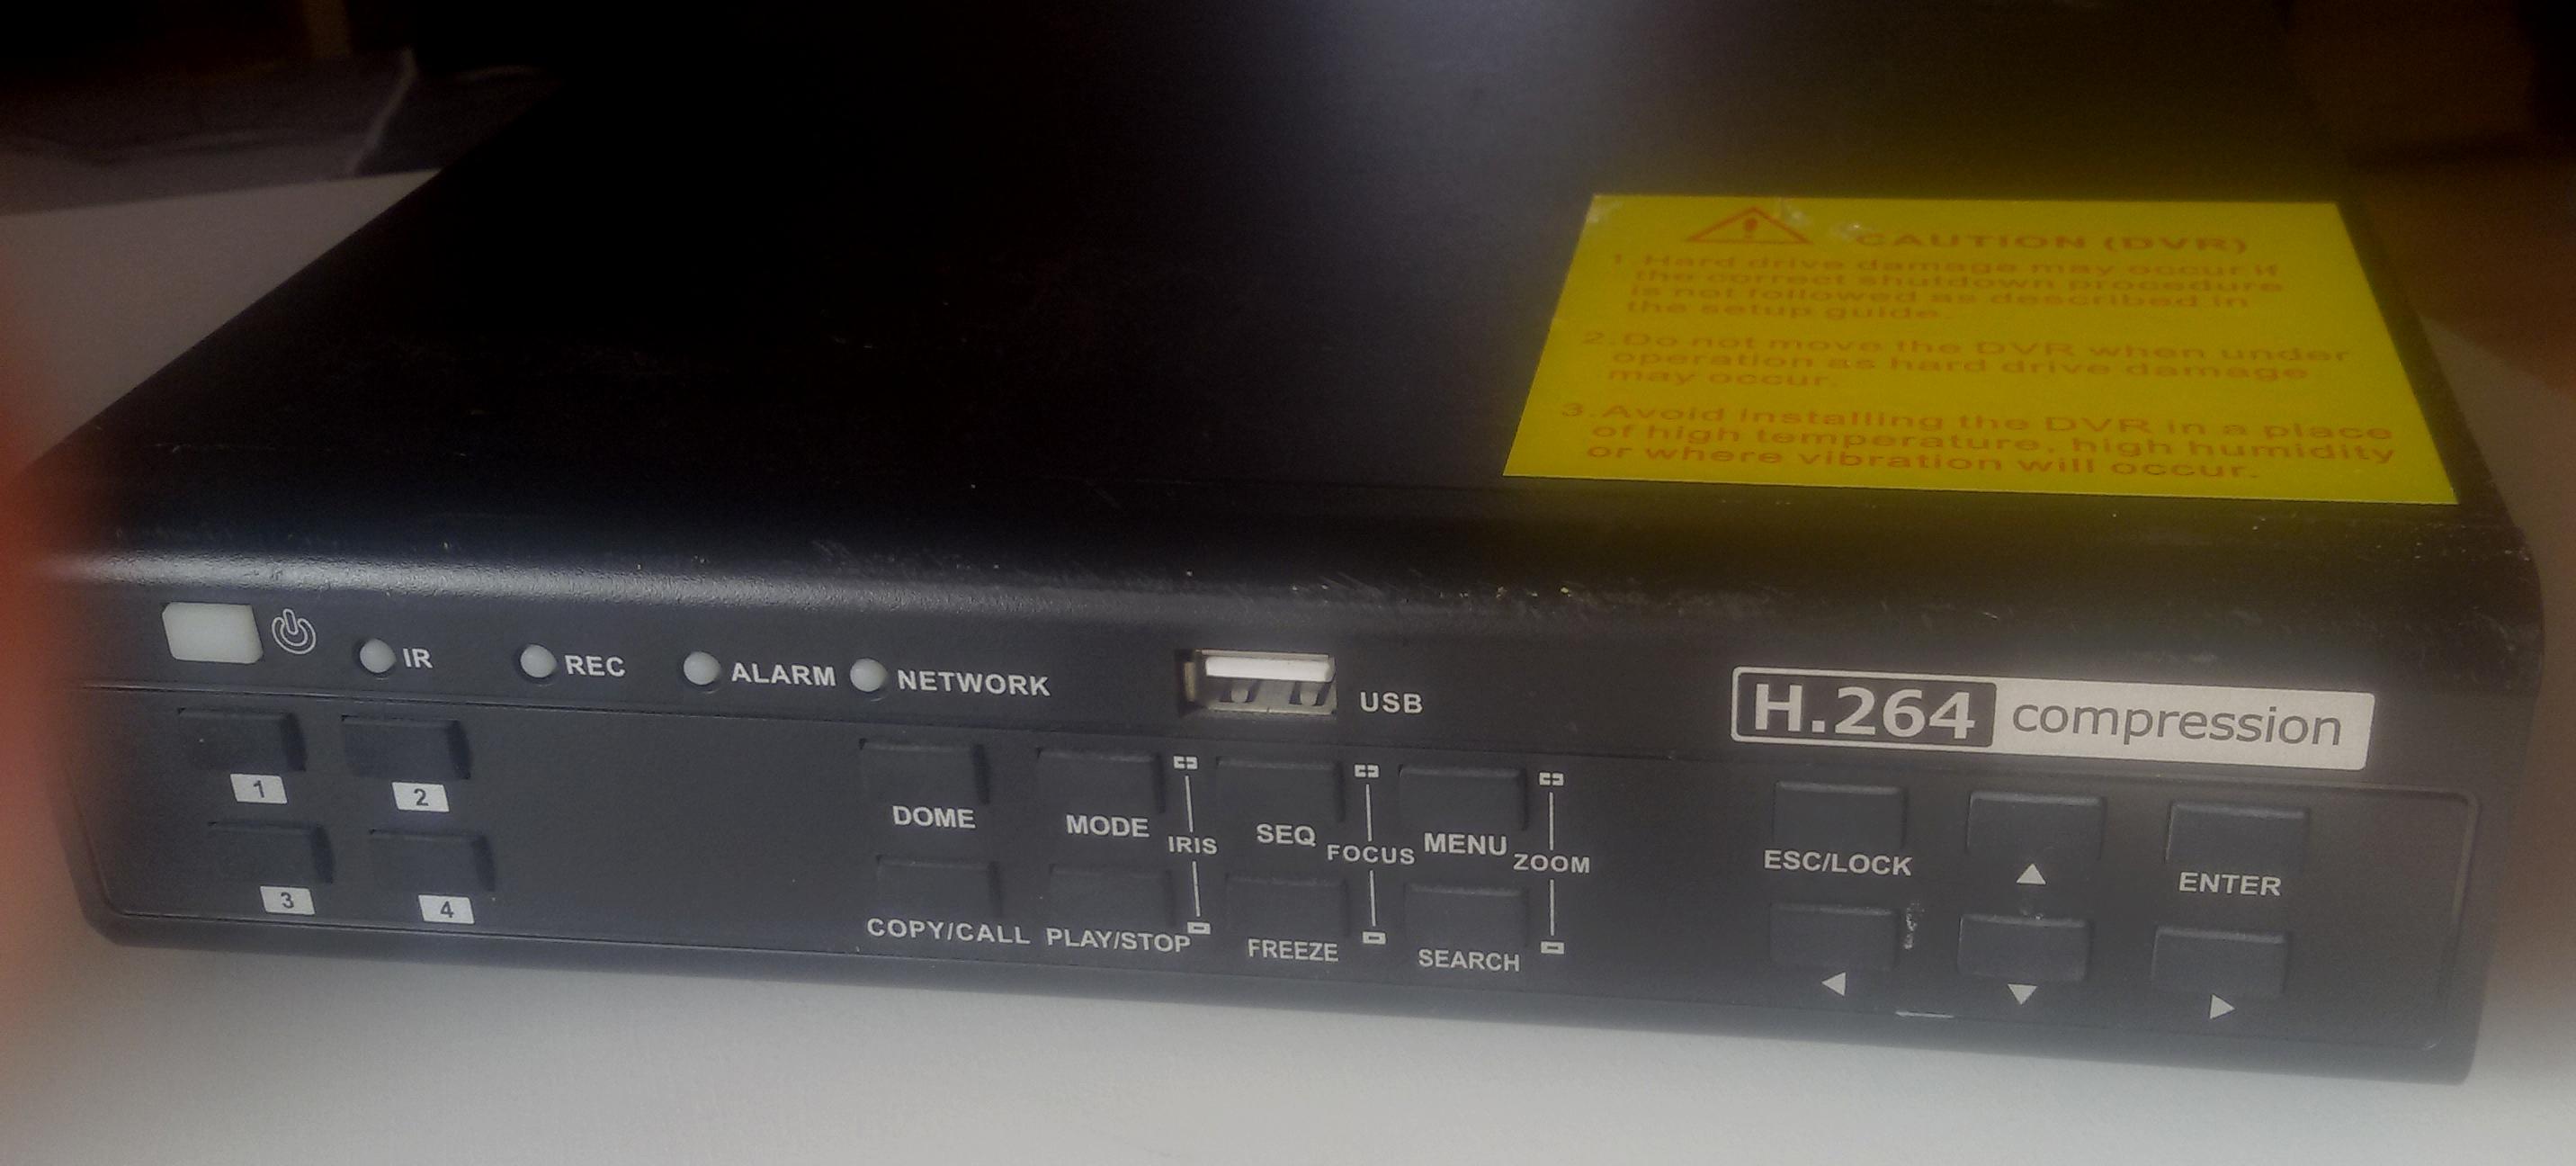 CAUTION (DVR)
1. Hard drive damage may occur if
the correct shutdown procedure
is not followed as described in
the setup guide.
2. Do not move the DVR when under
operation as hard drive damage
may occur.
3. Avoid installing the DVR in a place
of high temperature, high humidity
or where vibration will occur.
IR REC ALARM NETWORK USB
H.264 compression
1 2
DOME MODE IRIS SEQ FOCUS MENU ZOOM
ESC/LOCK ENTER
3 4
COPY/CALL PLAY/STOP FREEZE SEARCH